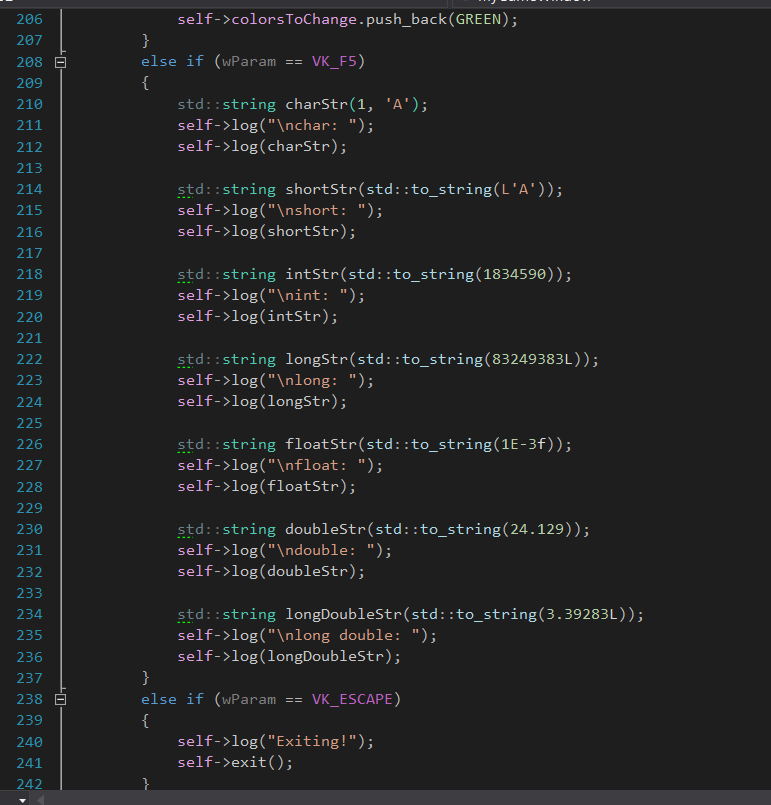 206 self->colorsToChange.push_back(GREEN);
207 }
208 else if (wParam == VK_F5)
209 {
210 std::string charStr(1, 'A');
211 self->log("\nchar: ");
212 self->log(charStr);
213
214 std::string shortStr(std::to_string(L'A'));
215 self->log("\nshort: ");
216 self->log(shortStr);
217
218 std::string intStr(std::to_string(1834590));
219 self->log("\nint: ");
220 self->log(intStr);
221
222 std::string longStr(std::to_string(83249383L));
223 self->log("\nlong: ");
224 self->log(longStr);
225
226 std::string floatStr(std::to_string(1E-3f));
227 self->log("\nfloat: ");
228 self->log(floatStr);
229
230 std::string doubleStr(std::to_string(24.129));
231 self->log("\ndouble: ");
232 self->log(doubleStr);
233
234 std::string longDoubleStr(std::to_string(3.39283L));
235 self->log("\nlong double: ");
236 self->log(longDoubleStr);
237 }
238 else if (wParam == VK_ESCAPE)
239 {
240 self->log("Exiting!");
241 self->exit();
242 }